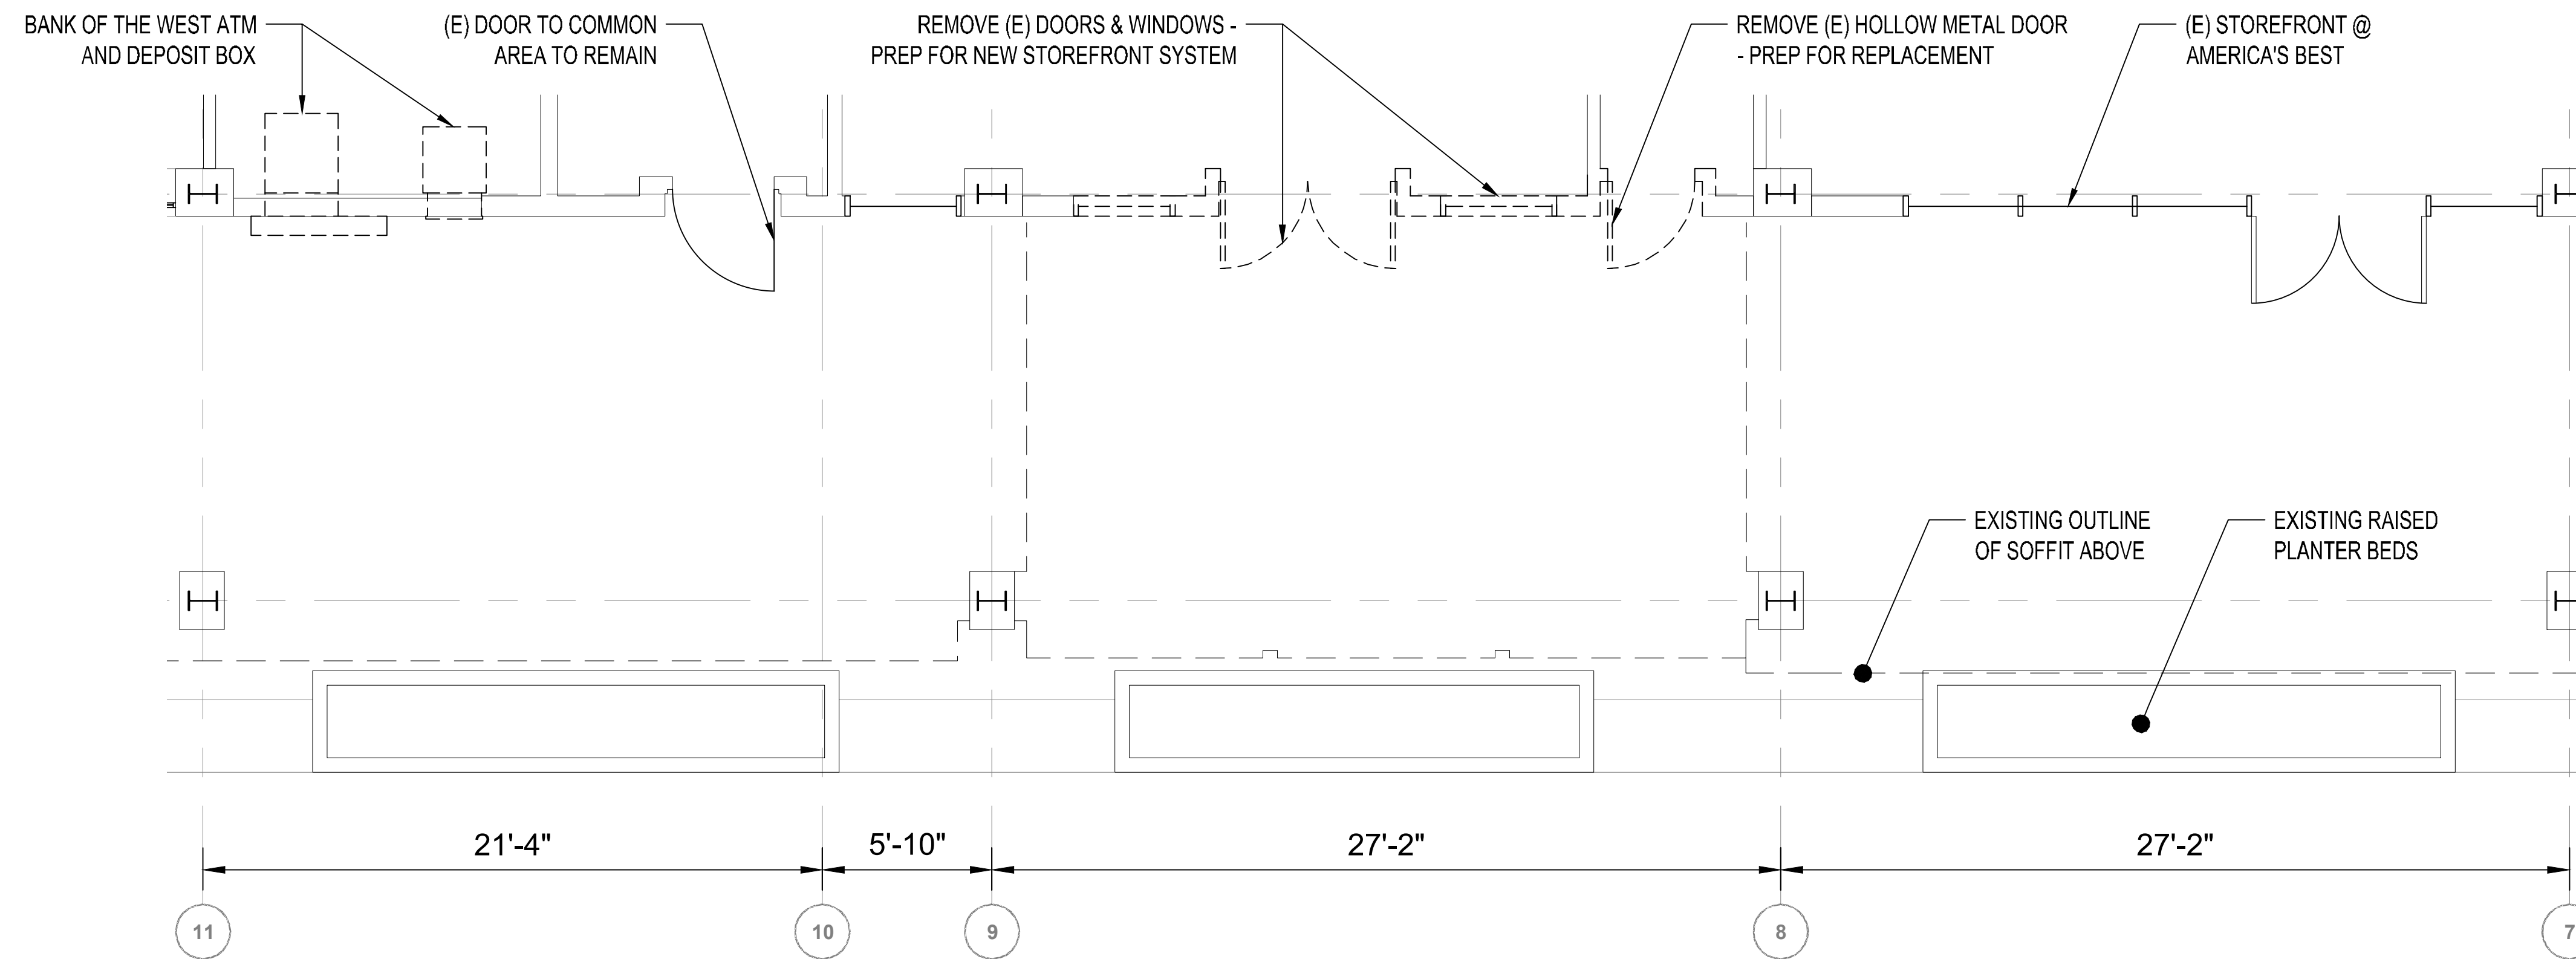 BANK OF THE WEST ATM
AND DEPOSIT BOX
(E) DOOR TO COMMON
AREA TO REMAIN
REMOVE (E) DOORS & WINDOWS -
PREP FOR NEW STOREFRONT SYSTEM
REMOVE (E) HOLLOW METAL DOOR
- PREP FOR REPLACEMENT
(E) STOREFRONT @
AMERICA'S BEST
EXISTING OUTLINE
OF SOFFIT ABOVE
EXISTING RAISED
PLANTER BEDS
21'-4"
5'-10"
27'-2"
27'-2"
11
10
9
8
7